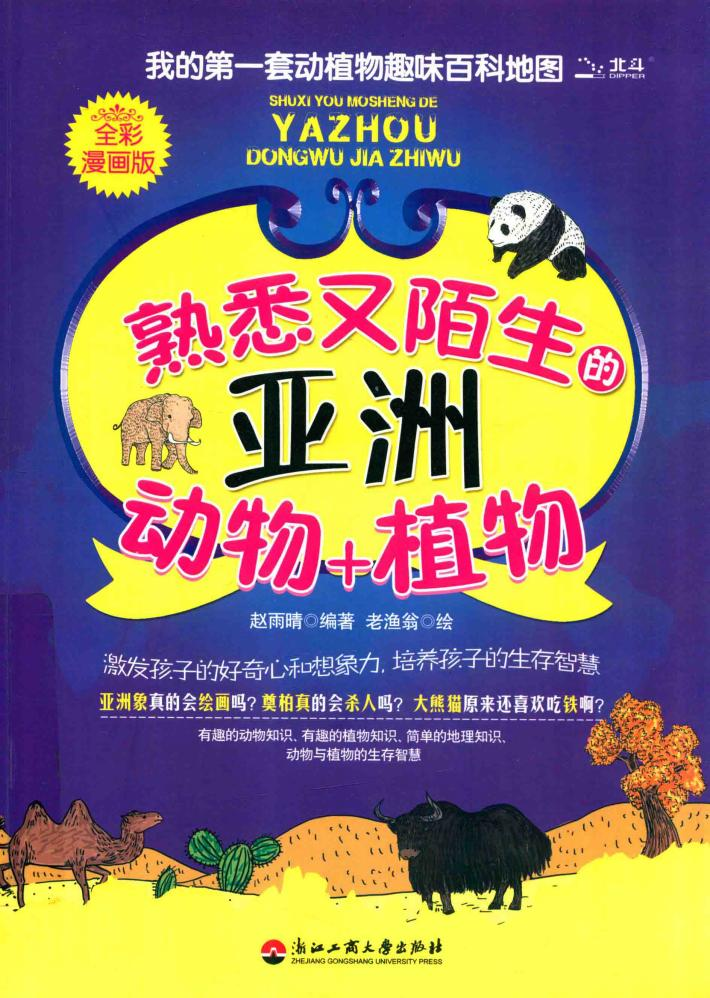 我的第一套动植物趣味百科地图
北斗®
DIPPER
SHUXI YOU MOSHENG DE
YAZHOU
DONGWU JIA ZHIWU
全彩
漫画版
熟悉又陌生的
亚洲
动物+植物
赵雨晴◎编著 老渔翁◎绘
激发孩子的好奇心和想象力,培养孩子的生存智慧
亚洲象真的会绘画吗?奠柏真的会杀人吗?大熊猫原来还喜欢吃铁啊?
有趣的动物知识、有趣的植物知识、简单的地理知识、
动物与植物的生存智慧
浙江工商大学出版社
ZHEJIANG GONGSHANG UNIVERSITY PRESS